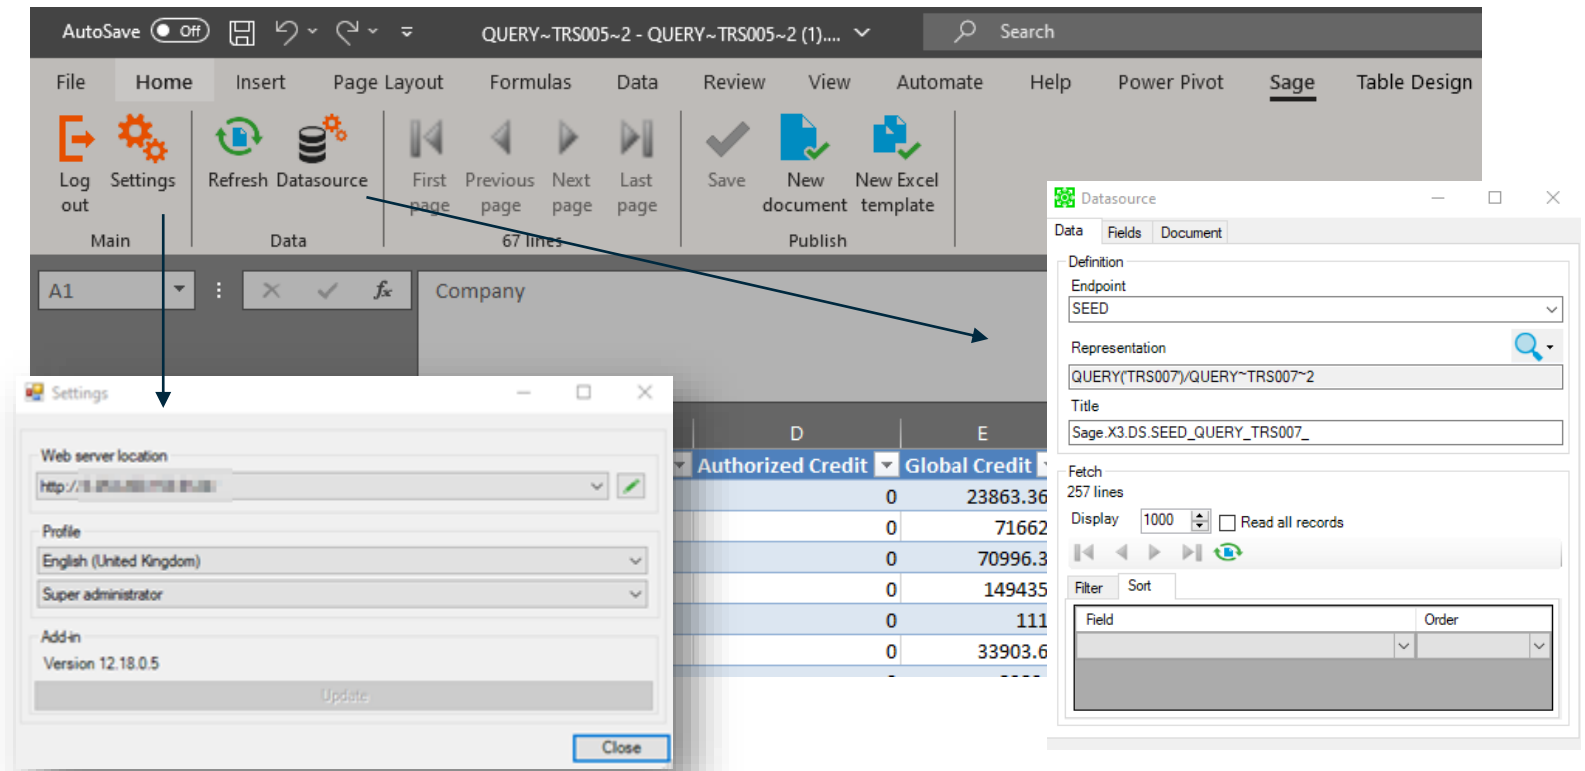 AutoSave Off QUERY~TRS005~2 - QUERY~TRS005~2 (1).... Search
File Home Insert Page Layout Formulas Data Review View Automate Help Power Pivot Sage Table Design
Log out Settings Refresh Datasource First page Previous page Next page Last page Save New document New Excel template
Main Data 67 lines Publish
A1 fx Company
Settings
Web server location
http://
Profile
English (United Kingdom)
Super administrator
Add-in
Version 12.18.0.5
Update
Close
D E
Authorized Credit Global Credit
0 23863.36
0 71662
0 70996.3
0 149435
0 111
0 33903.6
Datasource
Data Fields Document
Definition
Endpoint
SEED
Representation
QUERY('TRS007')/QUERY~TRS007~2
Title
Sage.X3.DS.SEED_QUERY_TRS007_
Fetch
257 lines
Display 1000 Read all records
Filter Sort
Field Order